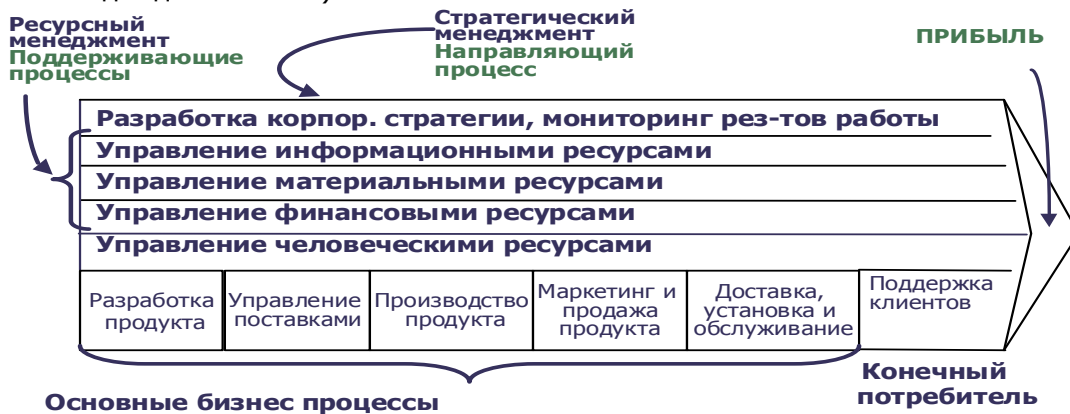 Ресурсный
менеджмент
Поддерживающие
процессы
Стратегический
менеджмент
Направляющий
процесс
ПРИБЫЛЬ
Разработка корпор. стратегии, мониторинг рез-тов работы
Управление информационными ресурсами
Управление материальными ресурсами
Управление финансовыми ресурсами
Управление человеческими ресурсами
Разработка
продукта
Управление
поставками
Производство
продукта
Маркетинг и
продажа
продукта
Доставка,
установка и
обслуживание
Поддержка
клиентов
Основные бизнес процессы
Конечный
потребитель